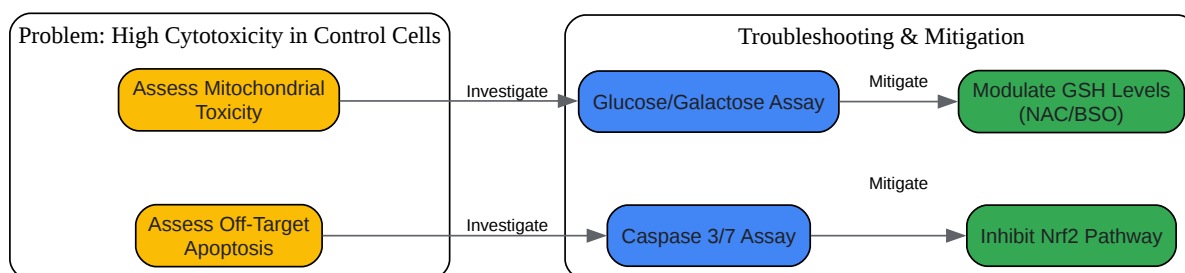 Problem: High Cytotoxicity in Control Cells
Assess Mitochondrial
Toxicity
Assess Off-Target
Apoptosis
Investigate
Investigate
Troubleshooting & Mitigation
Glucose/Galactose Assay
Mitigate
Modulate GSH Levels
(NAC/BSO)
Caspase 3/7 Assay
Mitigate
Inhibit Nrf2 Pathway